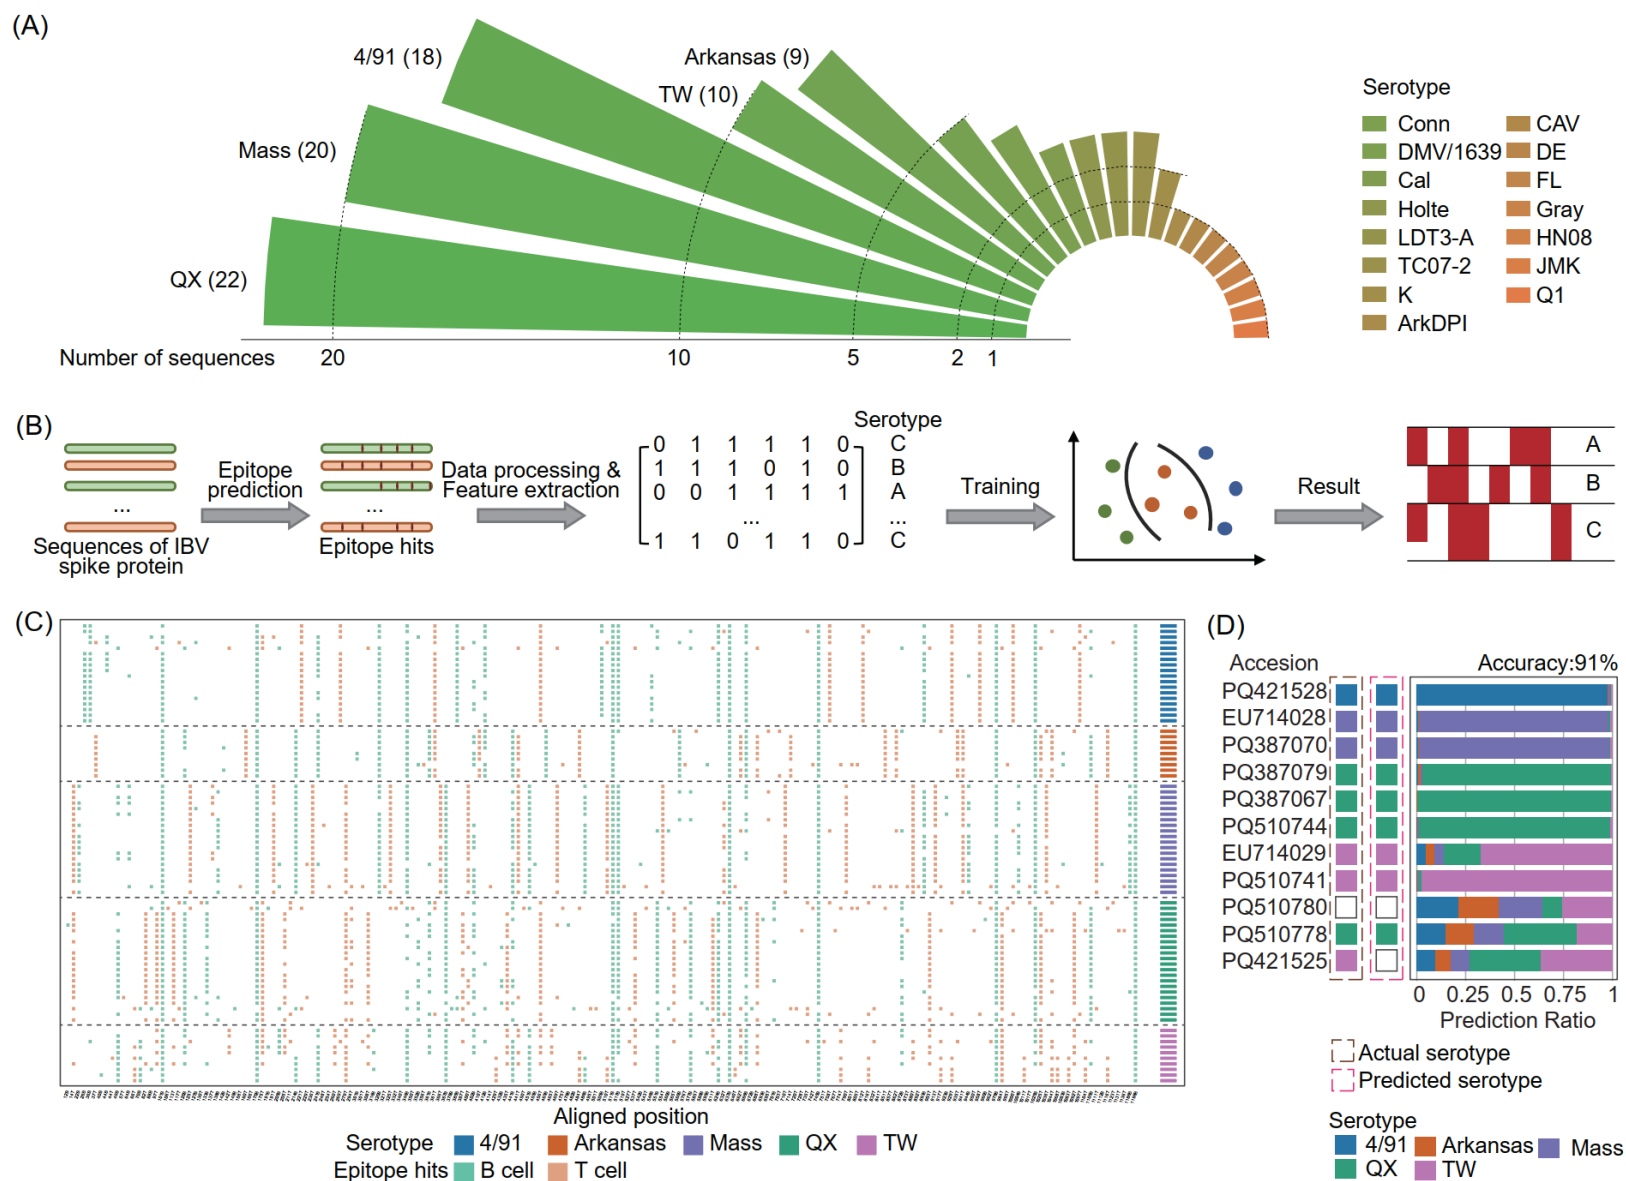 (A)
4/91 (18)
Arkansas (9)
TW (10)
Mass (20)
QX (22)
Number of sequences
20
10
5
2
1
Serotype
Conn
DMV/1639
Cal
Holte
LDT3-A
TC07-2
K
ArkDPI
CAV
DE
FL
Gray
HN08
JMK
Q1
(B)
Sequences of IBV
spike protein
...
Epitope
prediction
...
Epitope hits
Data processing &
Feature extraction
Serotype
0 1 1 1 1 0 C
1 1 1 0 1 0 B
0 0 1 1 1 1 A
... ...
1 1 0 1 1 0 C
Training
Result
A
B
C
(C)
Aligned position
Serotype 4/91 Arkansas Mass QX TW
Epitope hits B cell T cell
(D)
Accesion Accuracy:91%
PQ421528
EU714028
PQ387070
PQ387079
PQ387067
PQ510744
EU714029
PQ510741
PQ510780
PQ510778
PQ421525
0 0.25 0.5 0.75 1
Prediction Ratio
Actual serotype
Predicted serotype
Serotype
4/91 Arkansas Mass
QX TW